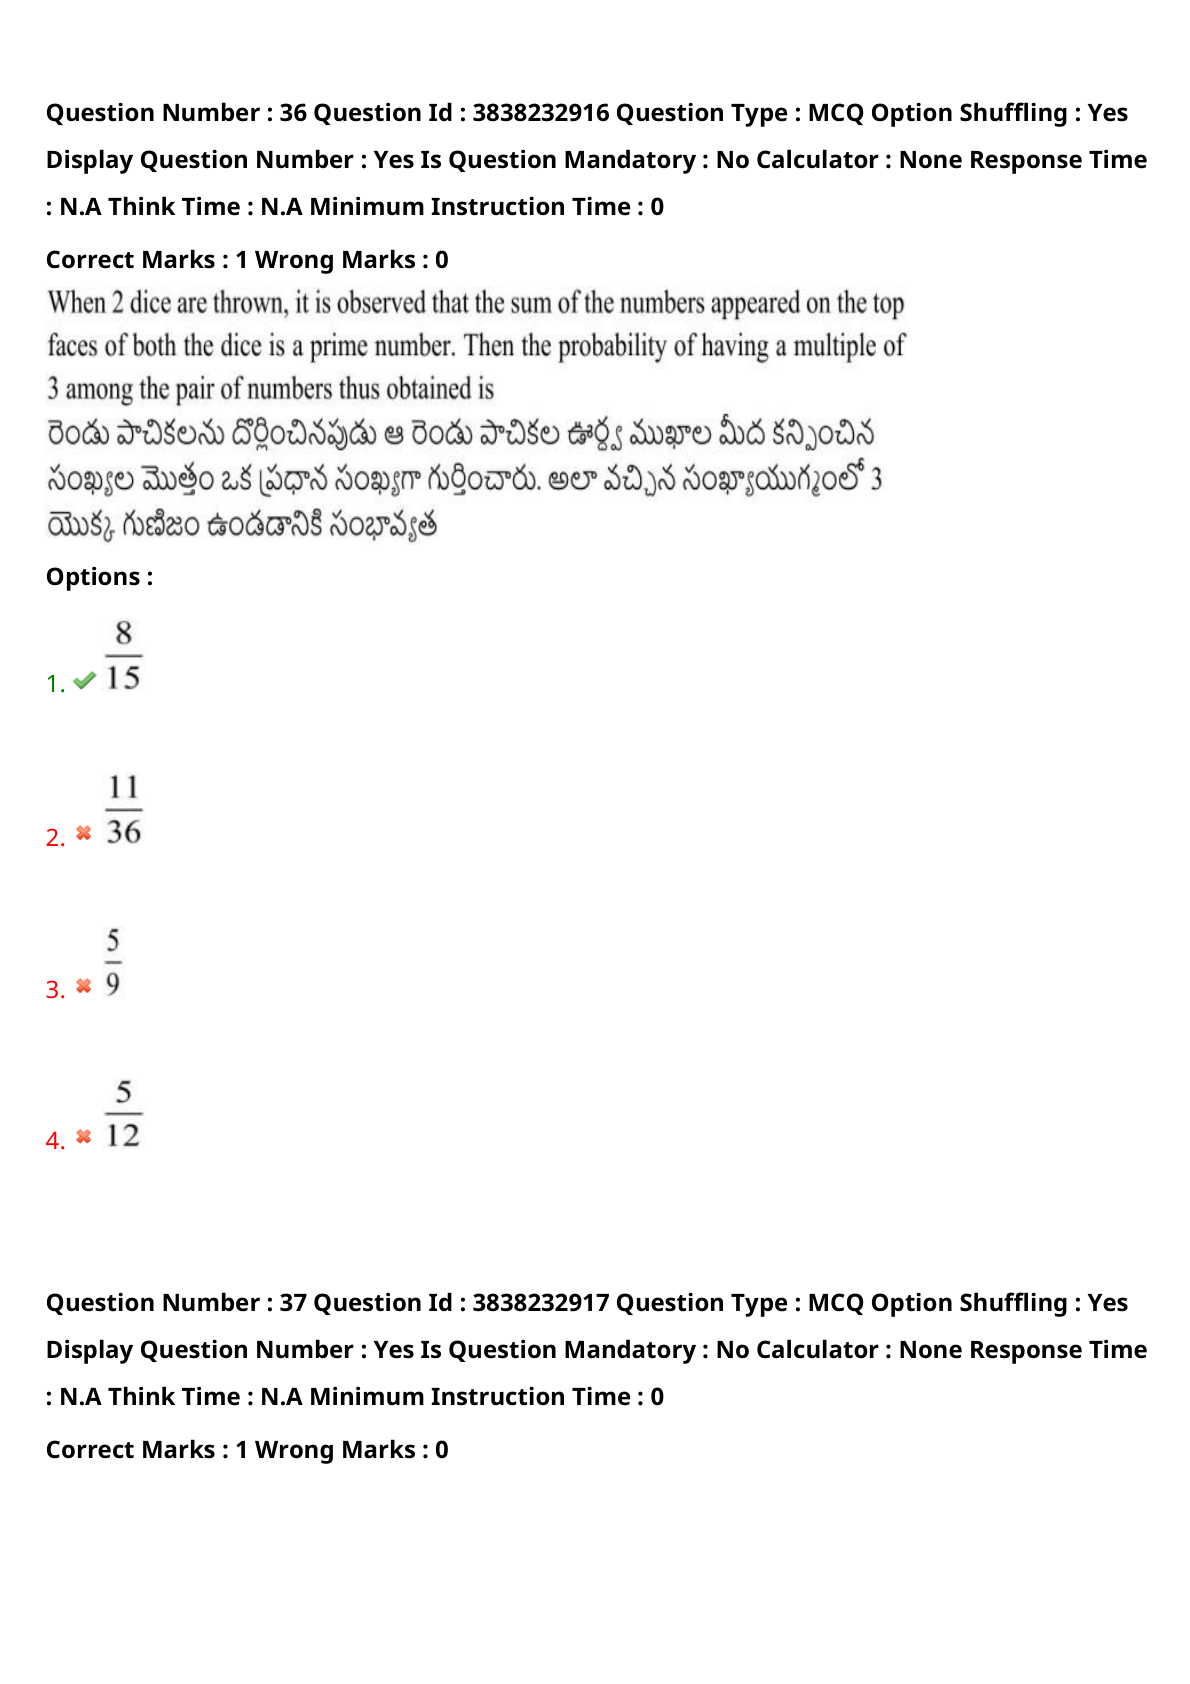 Question Number : 36 Question Id : 3838232916 Question Type : MCQ Option Shuffling : Yes
Display Question Number : Yes Is Question Mandatory : No Calculator : None Response Time
: N.A Think Time : N.A Minimum Instruction Time : 0
Correct Marks : 1 Wrong Marks : 0
When 2 dice are thrown, it is observed that the sum of the numbers appeared on the top
faces of both the dice is a prime number. Then the probability of having a multiple of
3 among the pair of numbers thus obtained is
రెండు పాచికలను దొర్లించినపుడు ఆ రెండు పాచికల ఊర్ధ్వ ముఖాల మీద కన్పించిన
సంఖ్యల మొత్తం ఒక ప్రధాన సంఖ్యగా గుర్తించారు. అలా వచ్చిన సంఖ్యాయుగ్మంలో 3
యొక్క గుణిజం ఉండడానికి సంభావ్యత
Options :
1. 8/15
2. 11/36
3. 5/9
4. 5/12
Question Number : 37 Question Id : 3838232917 Question Type : MCQ Option Shuffling : Yes
Display Question Number : Yes Is Question Mandatory : No Calculator : None Response Time
: N.A Think Time : N.A Minimum Instruction Time : 0
Correct Marks : 1 Wrong Marks : 0